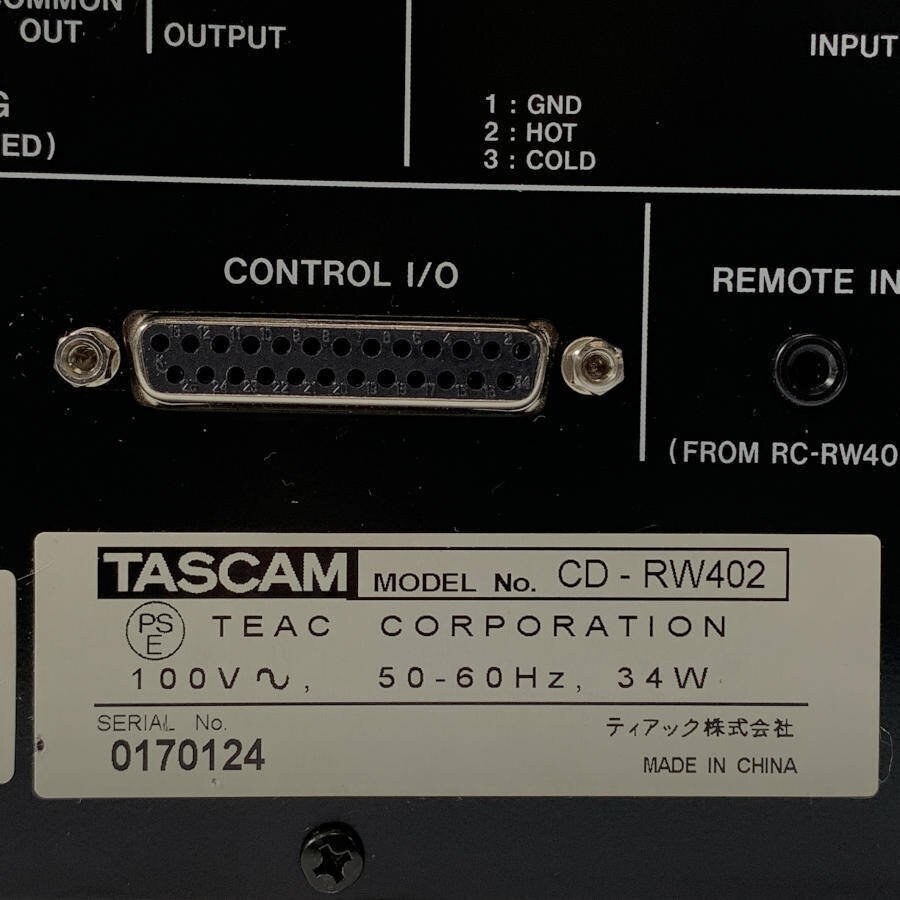 OUT
OUTPUT
INPUT
ED)
1 : GND
2 : HOT
3 : COLD
CONTROL I/O
REMOTE IN
(FROM RC-RW40
TASCAM MODEL No. CD - RW402
PSE TEAC CORPORATION
100V～, 50-60Hz, 34W
SERIAL No. ティアック株式会社
0170124 MADE IN CHINA